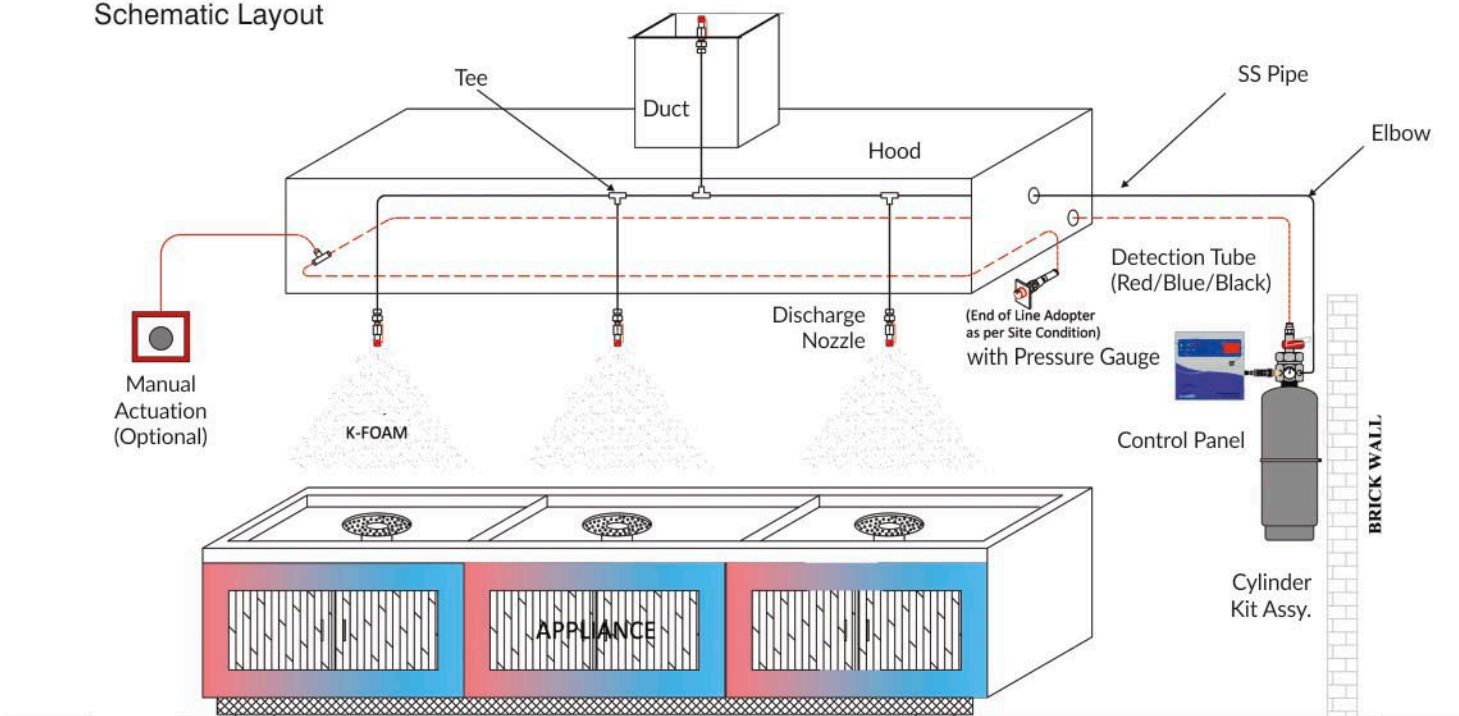 Schematic Layout
Tee
Duct
Hood
SS Pipe
Elbow
Detection Tube
(Red/Blue/Black)
Discharge
Nozzle
(End of Line Adopter
as per Site Condition)
with Pressure Gauge
Manual
Actuation
(Optional)
K-FOAM
Control Panel
BRICK WALL
Cylinder
Kit Assy.
APPLIANCE